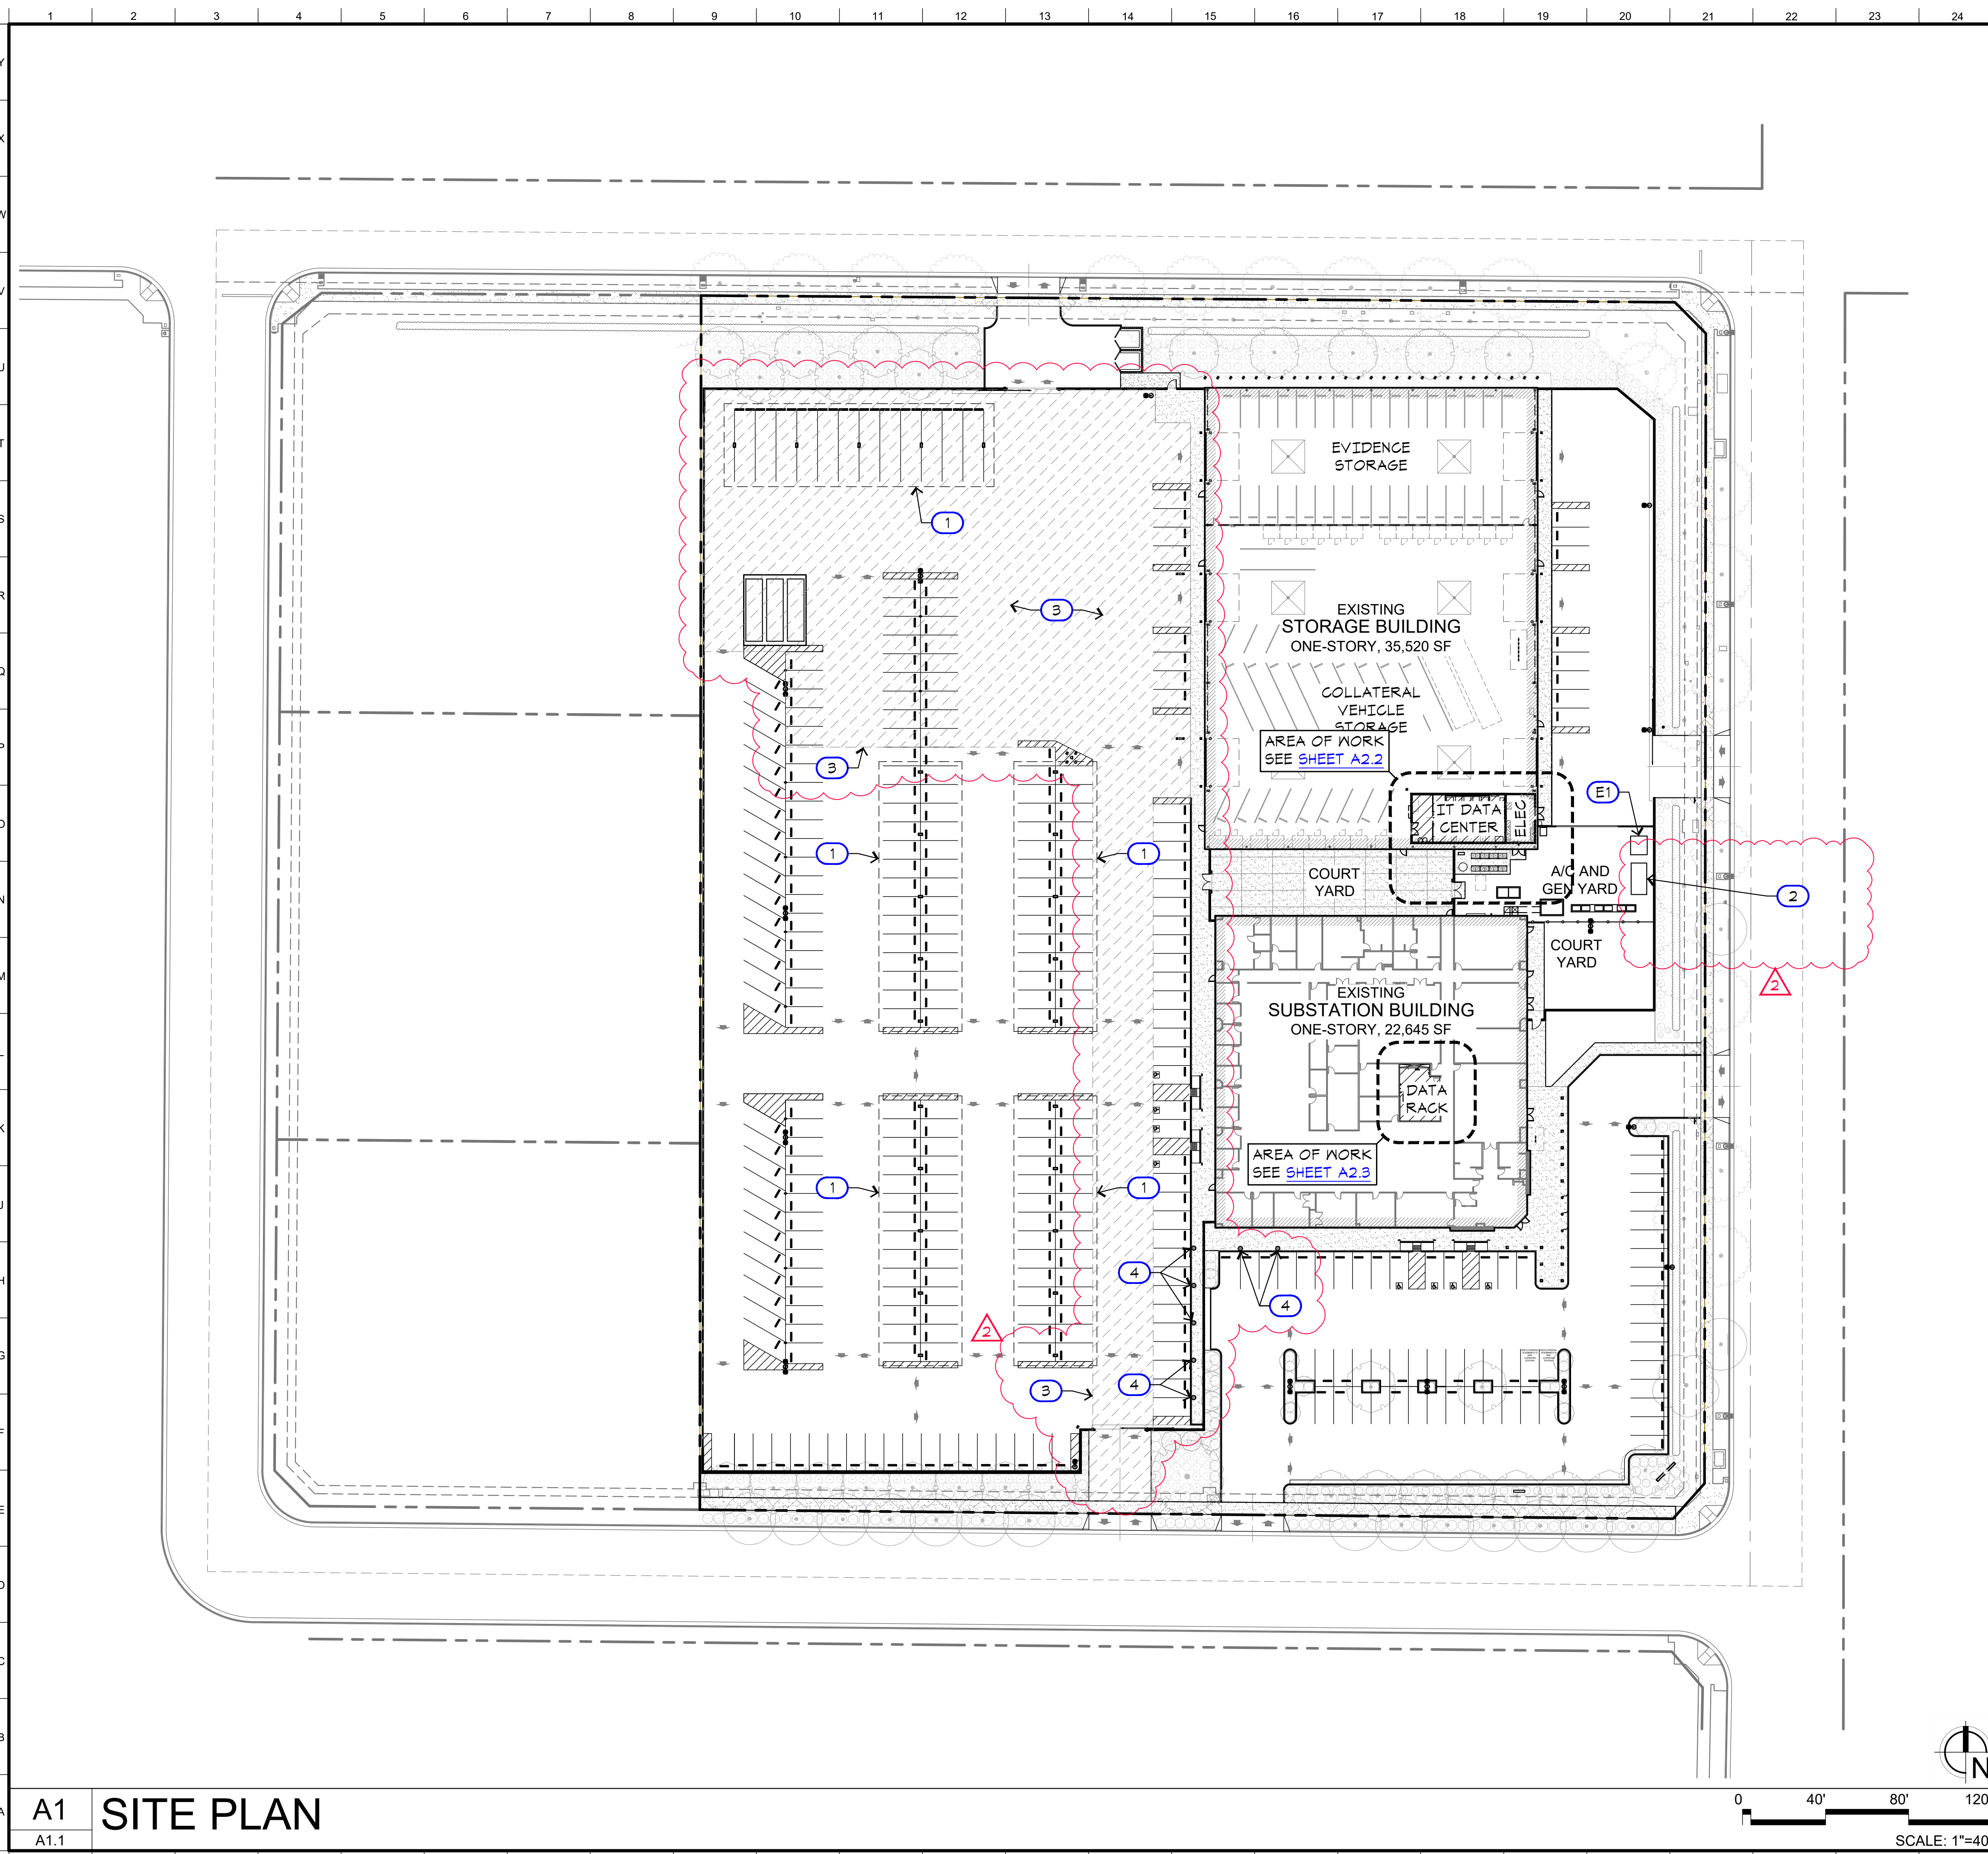 1 2 3 4 5 6 7 8 9 10 11 12 13 14 15 16 17 18 19 20 21 22 23 24
Y
X
W
V
U
T
S
R
Q
P
O
N
M
L
K
J
H
G
F
E
D
C
B
A
EVIDENCE
STORAGE
1
3
EXISTING
STORAGE BUILDING
ONE-STORY, 35,520 SF
COLLATERAL
VEHICLE
STORAGE
AREA OF WORK
SEE SHEET A2.2
3
E1
IT DATA
CENTER
ELEC
1
1
COURT
YARD
A/C AND
GEN YARD
2
COURT
YARD
2
EXISTING
SUBSTATION BUILDING
ONE-STORY, 22,645 SF
DATA
RACK
AREA OF WORK
SEE SHEET A2.3
1
1
4
4
2
3
4
N
A1
A1.1
SITE PLAN
0 40' 80' 120
SCALE: 1"=40